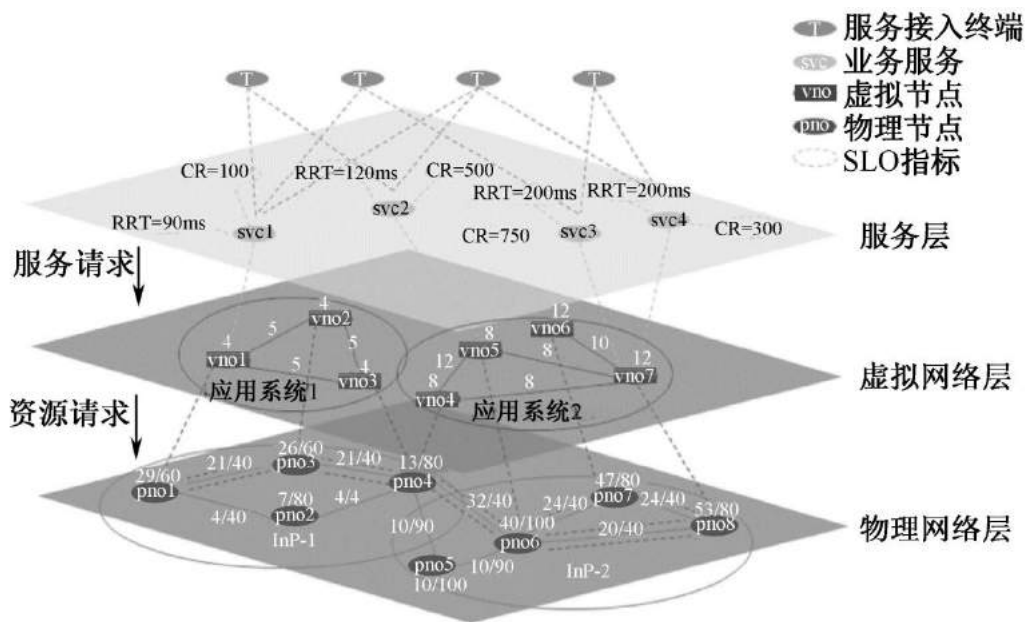 T 服务接入终端
svc 业务服务
vno 虚拟节点
pno 物理节点
SLO指标
T T T T
CR=100 RRT=120ms CR=500
RRT=200ms RRT=200ms
RRT=90ms svc1 svc2 CR=750 svc3 svc4 CR=300
服务层
服务请求
4 vno1 5 4 vno2 5 5 4 vno3
应用系统1
8 vno4 12 vno5 8 12 vno6 10 8 12 vno7 8
应用系统2
虚拟网络层
资源请求
29/60 pno1 21/40 26/60 pno3 21/40 13/80 pno4
4/40 7/80 pno2 4/4
InP-1
32/40 10/90 40/100 pno6 24/40 47/80 pno7 24/40 53/80 pno8
20/40
pno5 10/100 10/90 InP-2
物理网络层